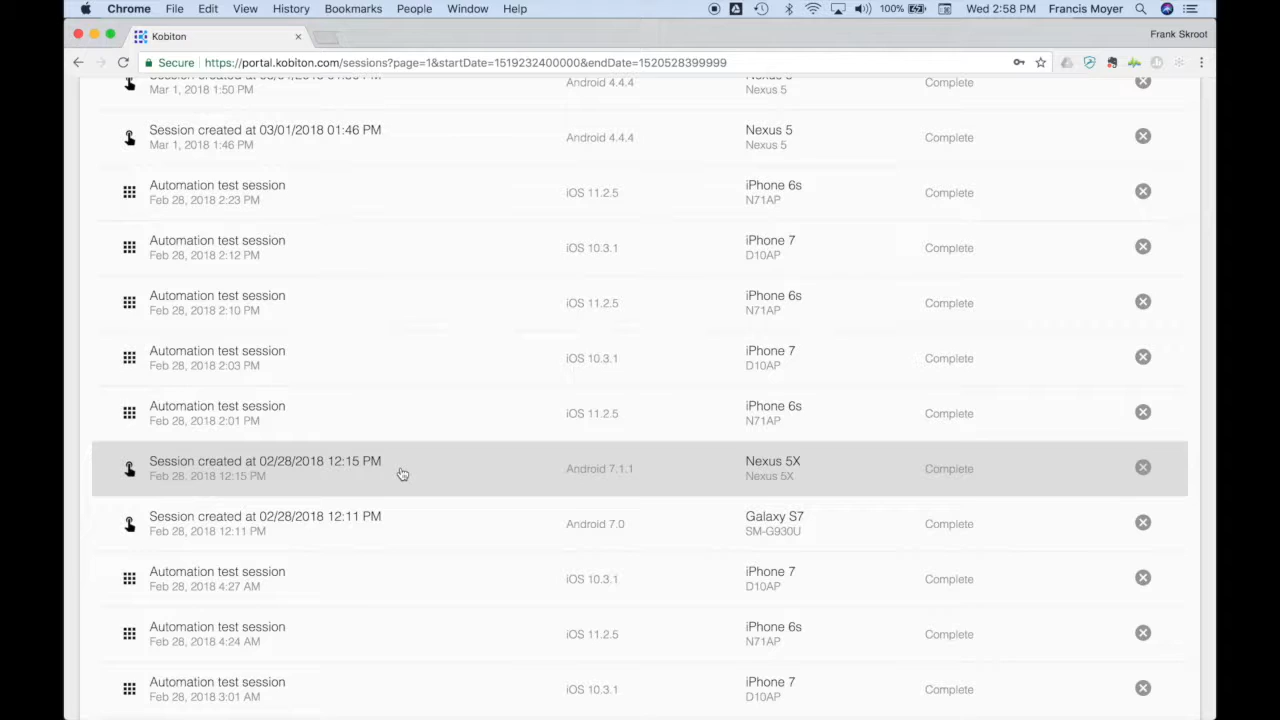 Chrome File Edit View History Bookmarks Window People Help 100% Wed 2:58 PM Francis Moyer
Kobiton Frank Skroot
Secure https://portal.kobiton.com/sessions?page=1&startDate=1519232400000&endDate=1520528399999
Mar 1, 2018 1:50 PM Android 4.4.4 Nexus 5 Complete
Session created at 03/01/2018 01:46 PM Nexus 5
Mar 1, 2018 1:46 PM Android 4.4.4 Nexus 5 Complete
Automation test session iPhone 6s
Feb 28, 2018 2:23 PM iOS 11.2.5 N71AP Complete
Automation test session iPhone 7
Feb 28, 2018 2:12 PM iOS 10.3.1 D10AP Complete
Automation test session iPhone 6s
Feb 28, 2018 2:10 PM iOS 11.2.5 N71AP Complete
Automation test session iPhone 7
Feb 28, 2018 2:03 PM iOS 10.3.1 D10AP Complete
Automation test session iPhone 6s
Feb 28, 2018 2:01 PM iOS 11.2.5 N71AP Complete
Session created at 02/28/2018 12:15 PM Nexus 5X
Feb 28, 2018 12:15 PM Android 7.1.1 Nexus 5X Complete
Session created at 02/28/2018 12:11 PM Galaxy S7
Feb 28, 2018 12:11 PM Android 7.0 SM-G930U Complete
Automation test session iPhone 7
Feb 28, 2018 4:27 AM iOS 10.3.1 D10AP Complete
Automation test session iPhone 6s
Feb 28, 2018 4:24 AM iOS 11.2.5 N71AP Complete
Automation test session iPhone 7
Feb 28, 2018 3:01 AM iOS 10.3.1 D10AP Complete